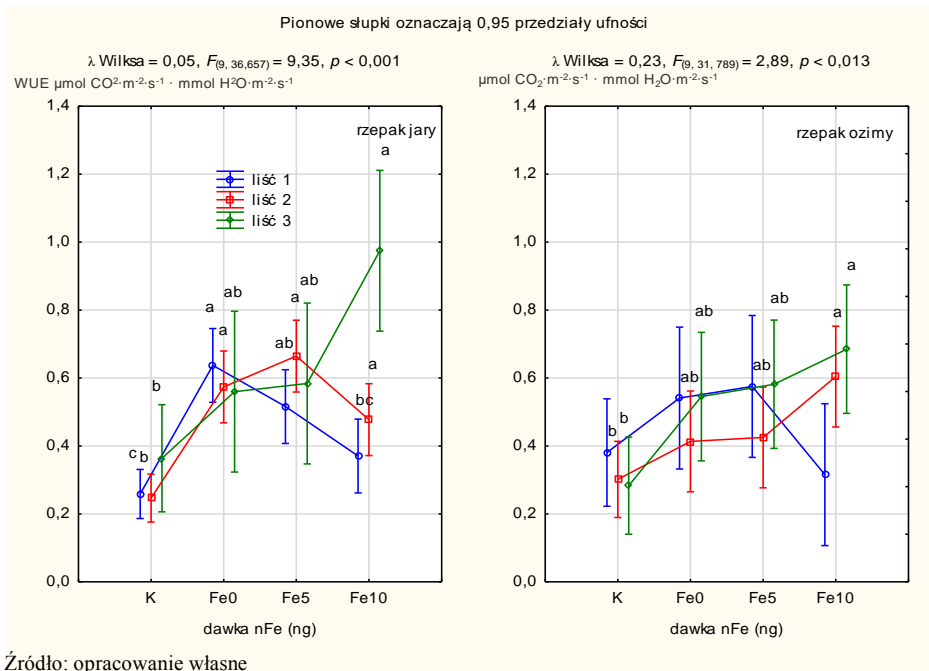 Pionowe słupki oznaczają 0,95 przedziały ufności
λ Wilksa = 0,05, F(9, 36,657) = 9,35, p < 0,001
WUE µmol CO²·m⁻²·s⁻¹ · mmol H²O·m⁻²·s⁻¹
1,4
1,2
1,0
0,8
0,6
0,4
0,2
0,0
rzepak jary
liść 1
liść 2
liść 3
c b
b
a
a
ab
ab
a
ab
bc
a
a
K Fe0 Fe5 Fe10
dawka nFe (ng)
λ Wilksa = 0,23, F(9, 31, 789) = 2,89, p < 0,013
µmol CO₂·m⁻²·s⁻¹ · mmol H₂O·m⁻²·s⁻¹
1,4
1,2
1,0
0,8
0,6
0,4
0,2
0,0
rzepak ozimy
b b
ab
ab
ab
ab
a
a
K Fe0 Fe5 Fe10
dawka nFe (ng)
Źródło: opracowanie własne